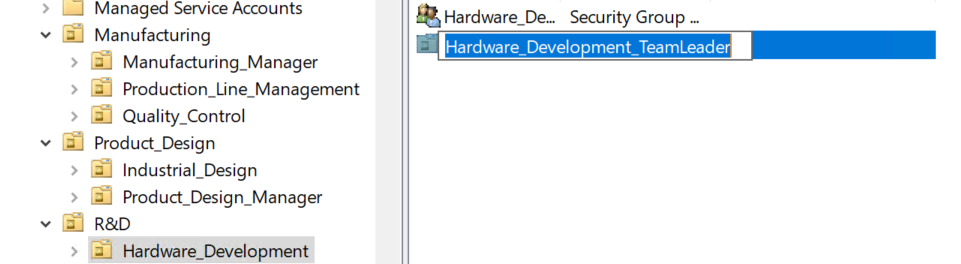 Managed Service Accounts
Manufacturing
Manufacturing_Manager
Production_Line_Management
Quality_Control
Product_Design
Industrial_Design
Product_Design_Manager
R&D
Hardware_Development
Hardware_De... Security Group ...
Hardware_Development_TeamLeader